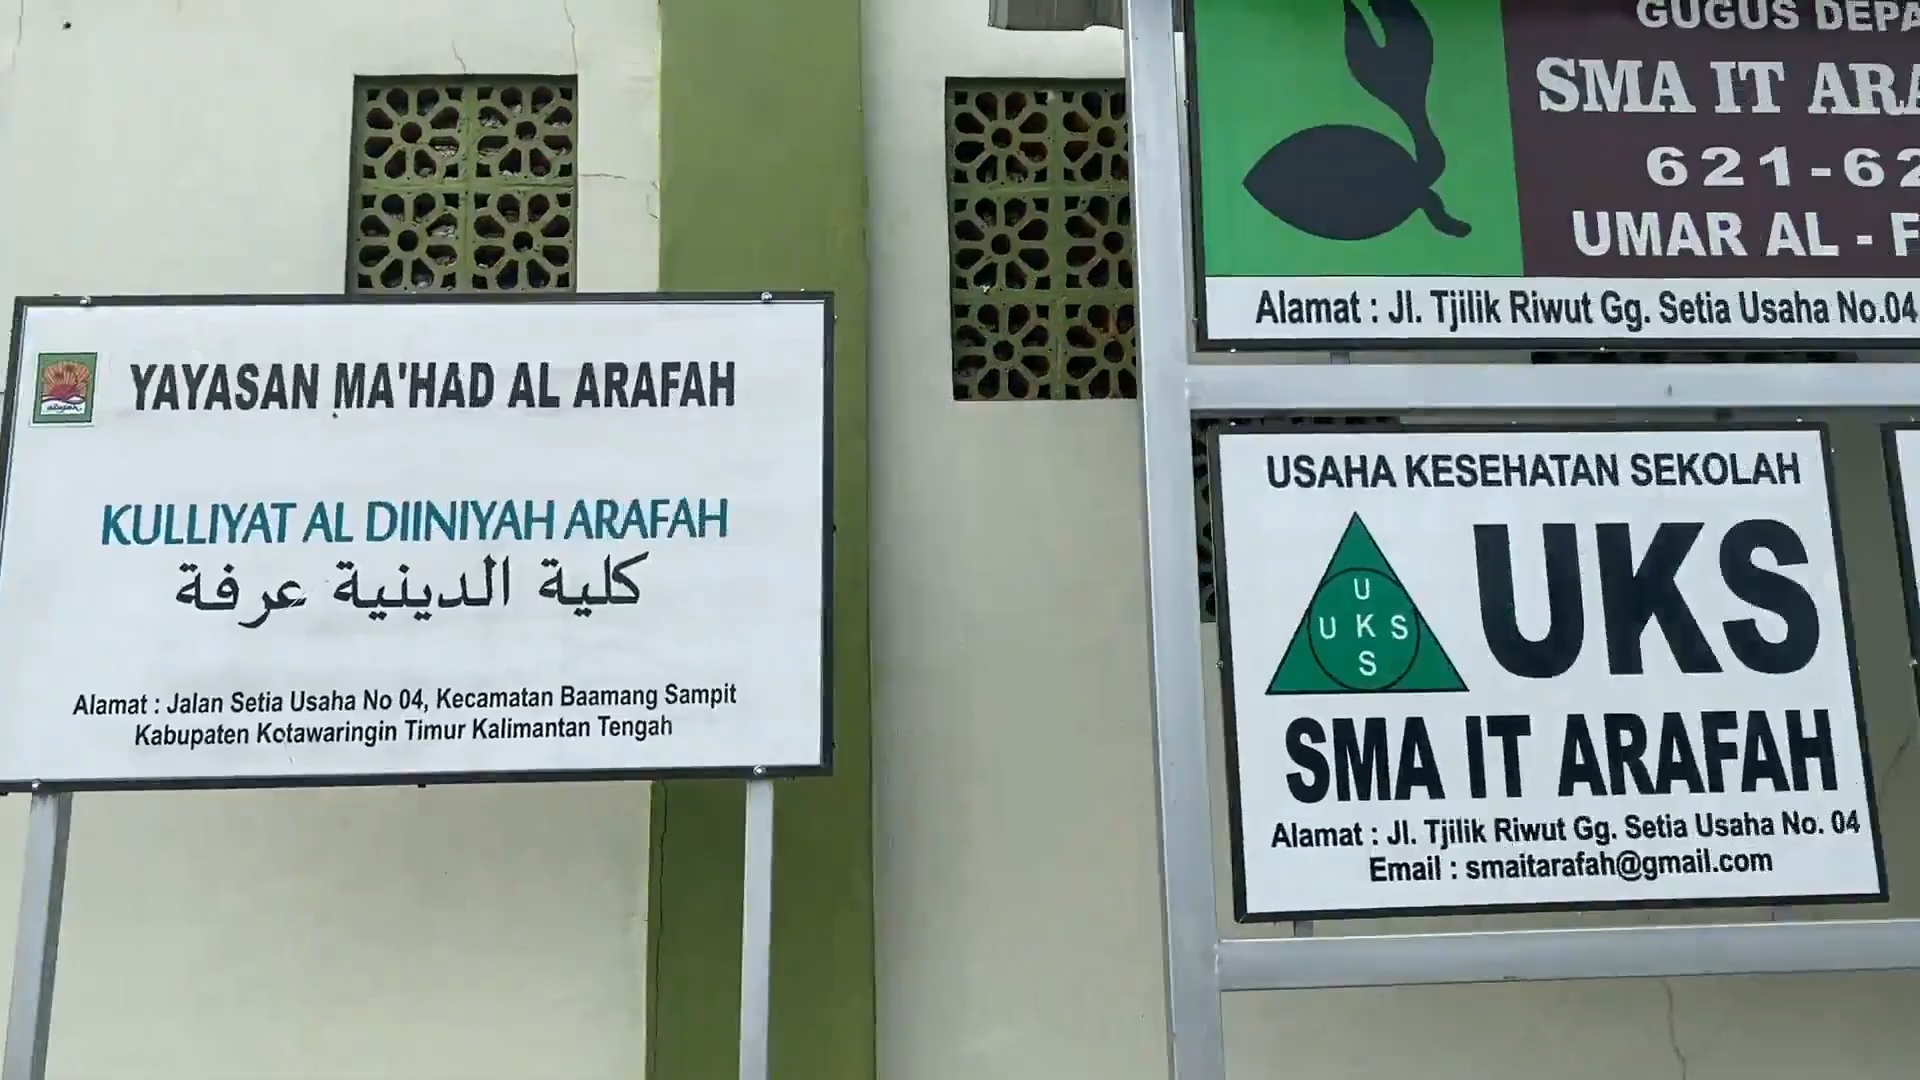 YAYASAN MA'HAD AL ARAFAH
KULLIYAT AL DIINIYAH ARAFAH
كلية الدينية عرفة
Alamat : Jalan Setia Usaha No 04, Kecamatan Baamang Sampit
Kabupaten Kotawaringin Timur Kalimantan Tengah
GUGUS
SMA IT
UMAR AL -
Alamat : Jl. Tjilik Riwut Gg. Setia Usaha No.04
USAHA KESEHATAN SEKOLAH
U
U K S
S
UKS
SMA IT ARAFAH
Alamat : Jl. Tjilik Riwut Gg. Setia Usaha No. 04
Email : smaitarafah@gmail.com